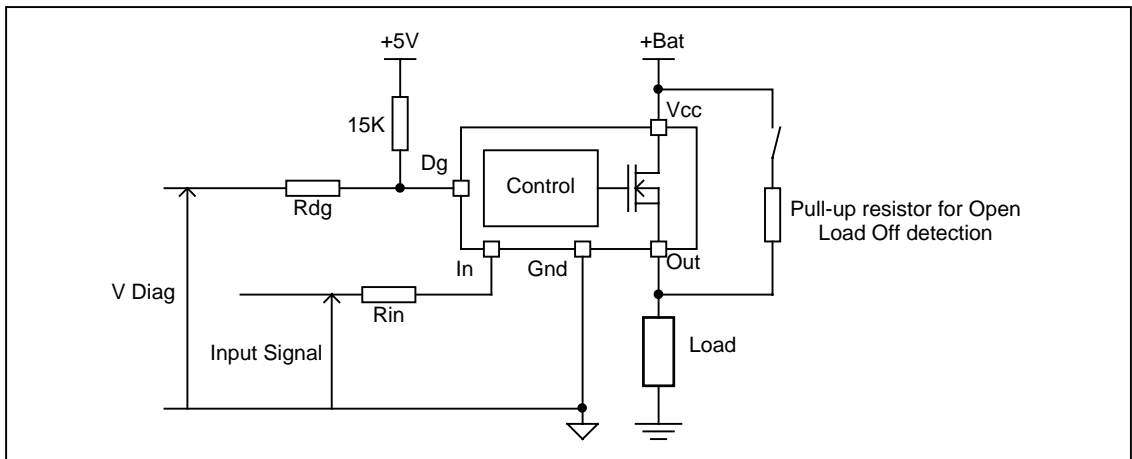 +5V
+Bat
15K
Vcc
Dg
Control
Rdg
Pull-up resistor for Open
Load Off detection
In
Gnd
Out
V Diag
Rin
Input Signal
Load